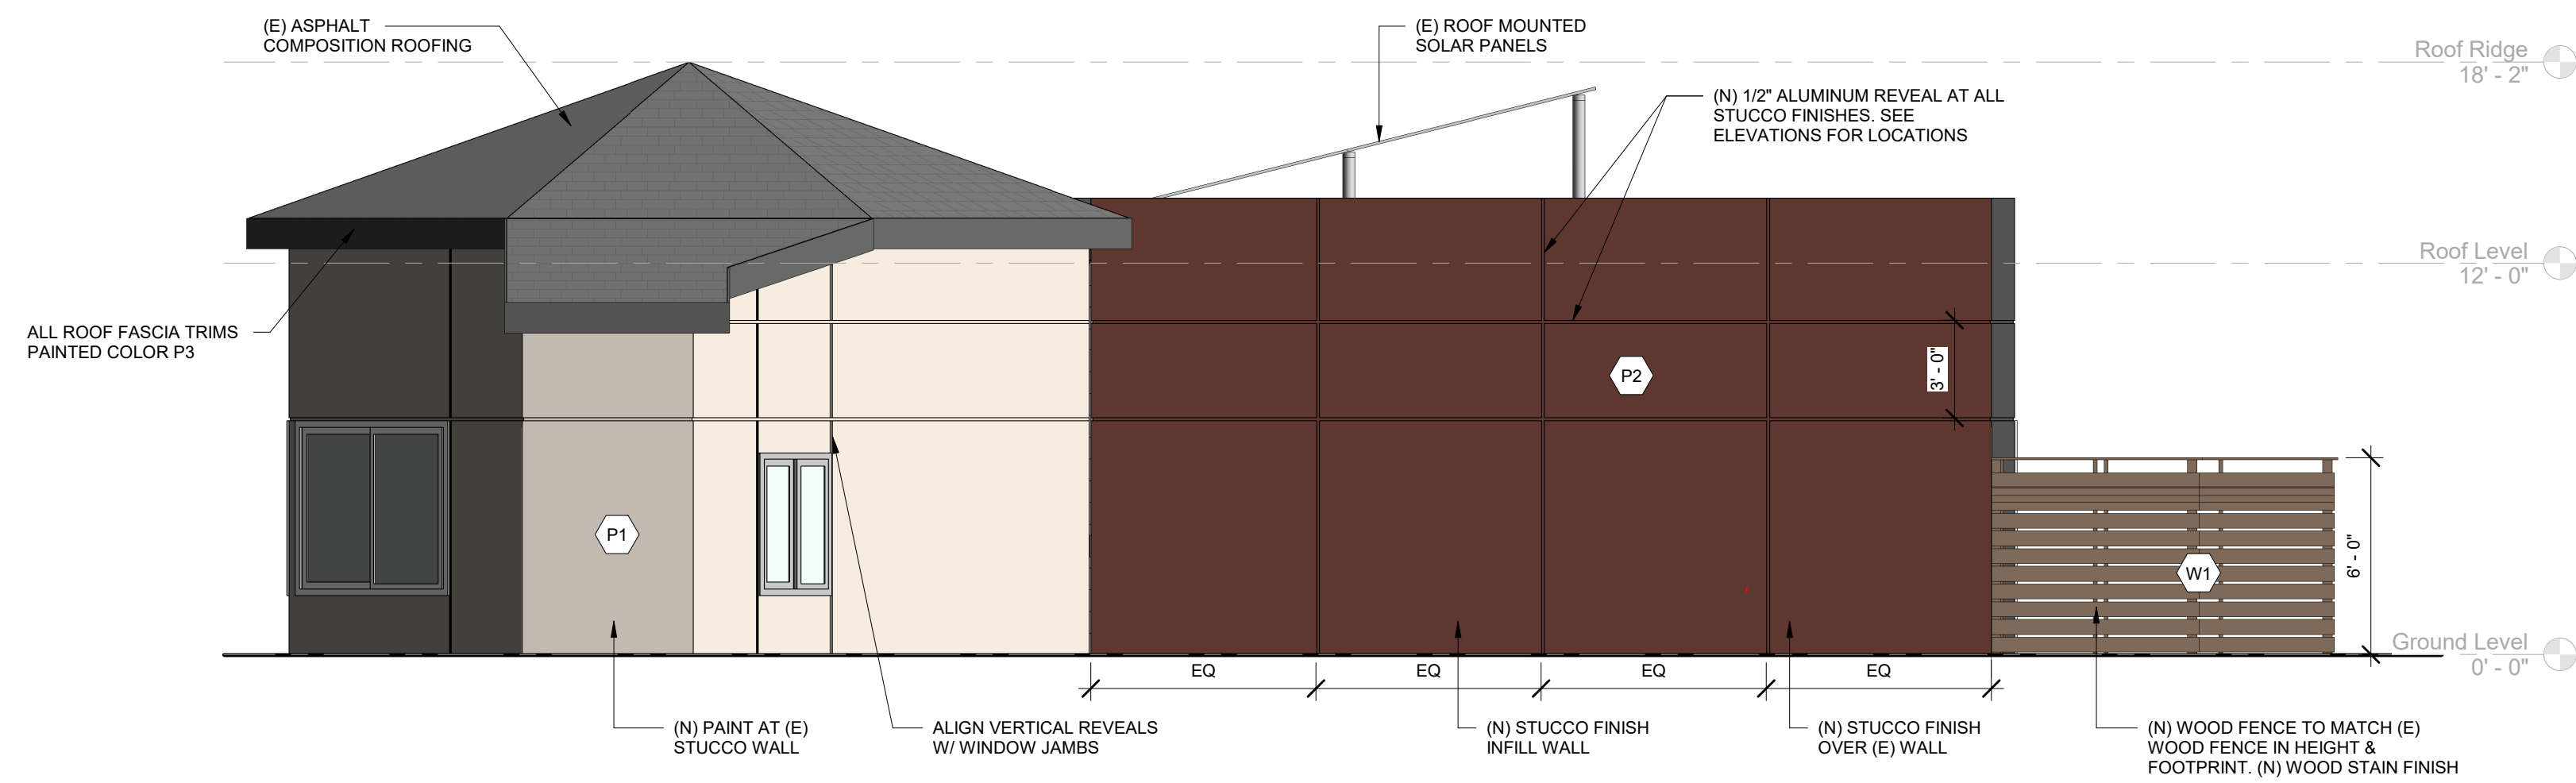 (E) ASPHALT
COMPOSITION ROOFING
(E) ROOF MOUNTED
SOLAR PANELS
Roof Ridge
18' - 2"
(N) 1/2" ALUMINUM REVEAL AT ALL
STUCCO FINISHES. SEE
ELEVATIONS FOR LOCATIONS
Roof Level
12' - 0"
ALL ROOF FASCIA TRIMS
PAINTED COLOR P3
P2
3' - 0"
P1
W1
6' - 0"
Ground Level
0' - 0"
EQ
EQ
EQ
EQ
(N) PAINT AT (E)
STUCCO WALL
ALIGN VERTICAL REVEALS
W/ WINDOW JAMBS
(N) STUCCO FINISH
INFILL WALL
(N) STUCCO FINISH
OVER (E) WALL
(N) WOOD FENCE TO MATCH (E)
WOOD FENCE IN HEIGHT &
FOOTPRINT. (N) WOOD STAIN FINISH